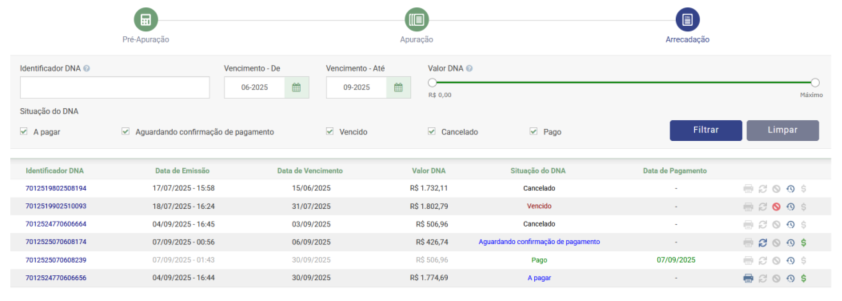 Pré-Apuração Apuração Arrecadação
Identificador DNA Vencimento - De Vencimento - Até Valor DNA
06-2025 09-2025
R$ 0,00 Máximo
Situação do DNA
A pagar Aguardando confirmação de pagamento Vencido Cancelado Pago Filtrar Limpar
Identificador DNA Data de Emissão Data de Vencimento Valor DNA Situação do DNA Data de Pagamento
7012519802508194 17/07/2025 - 15:58 15/06/2025 R$ 1.732,11 Cancelado -
7012519902510093 18/07/2025 - 16:24 31/07/2025 R$ 1.802,79 Vencido -
7012524770606664 04/09/2025 - 16:45 03/09/2025 R$ 506,96 Cancelado -
7012525070608174 07/09/2025 - 00:56 06/09/2025 R$ 426,74 Aguardando confirmação de pagamento -
7012525070608239 07/09/2025 - 01:43 30/09/2025 R$ 506,96 Pago 07/09/2025
7012524770606656 04/09/2025 - 16:44 30/09/2025 R$ 1.774,69 A pagar -